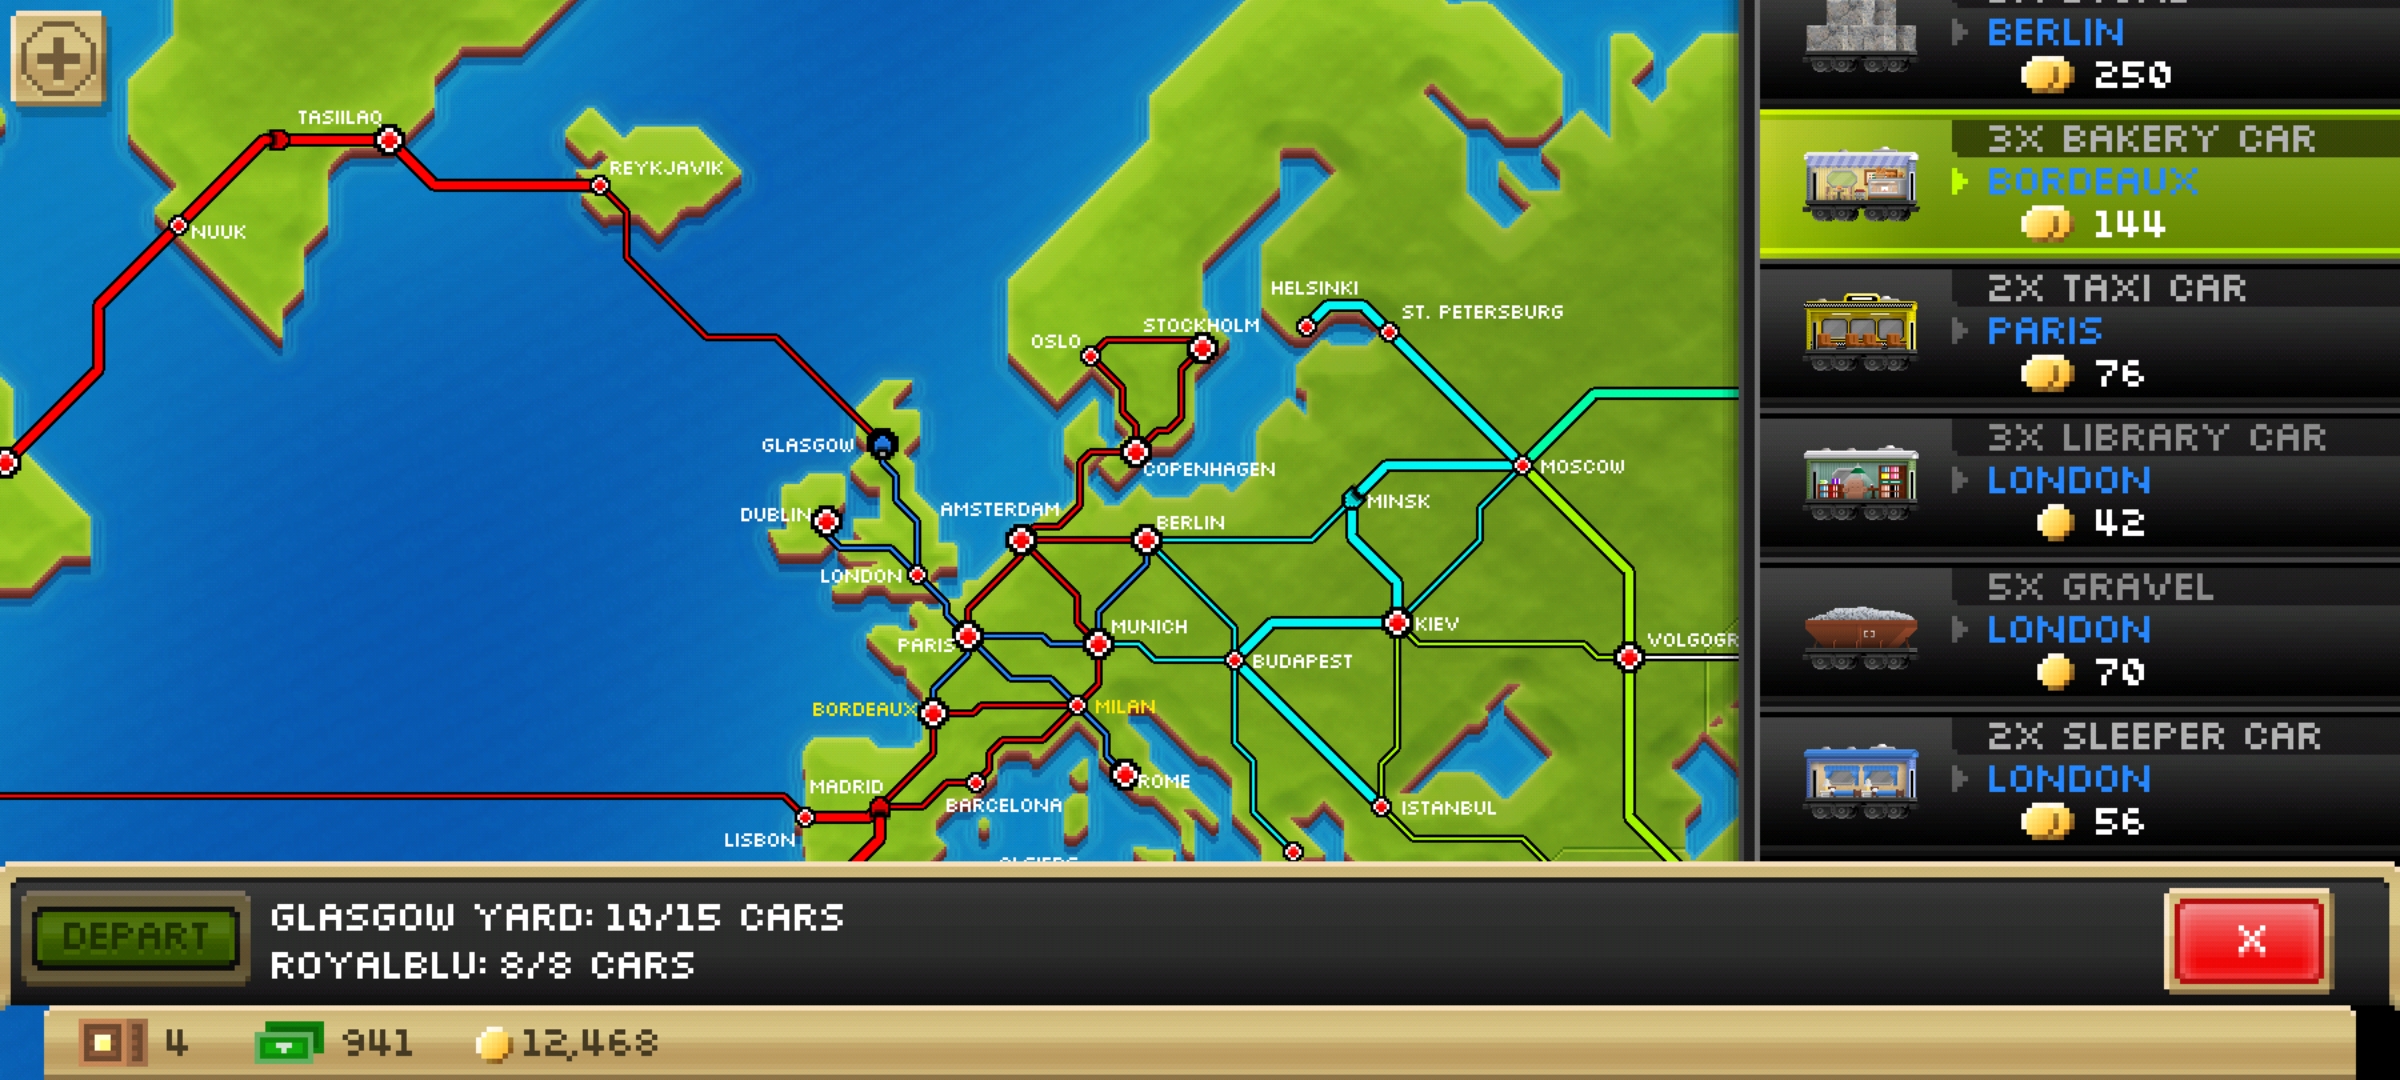 TASIILAQ
REYKJAVIK
NUUK
HELSINKI
ST. PETERSBURG
STOCKHOLM
OSLO
GLASGOW
COPENHAGEN
MOSCOW
MINSK
AMSTERDAM
DUBLIN
BERLIN
LONDON
MUNICH
KIEV
PARIS
VOLGOGR
BUDAPEST
BORDEAUX
MILAN
MADRID
ROME
BARCELONA
ISTANBUL
LISBON
BERLIN
250
3X BAKERY CAR
BORDEAUX
144
2X TAXI CAR
PARIS
76
3X LIBRARY CAR
LONDON
42
5X GRAVEL
LONDON
70
2X SLEEPER CAR
LONDON
56
DEPART
GLASGOW YARD: 10/15 CARS
ROYALBLU: 8/8 CARS
X
4
941
12,468